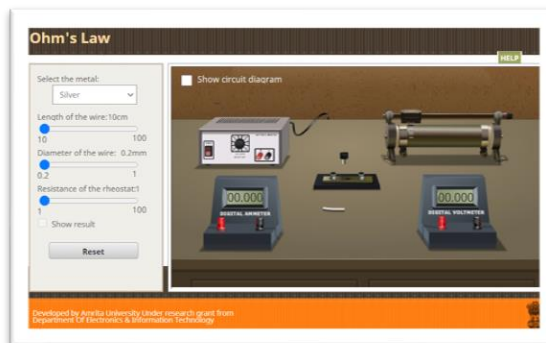 Ohm's Law
HELP
Select the metal:
Silver
Length of the wire:10cm
10 100
Diameter of the wire: 0.2mm
0.2 1
Resistance of the rheostat:1
1 100
Show result
Reset
Show circuit diagram
00.000
DIGITAL AMMETER
00.000
DIGITAL VOLTMETER
Developed by Amrita University Under research grant from
Department Of Electronics & Information Technology